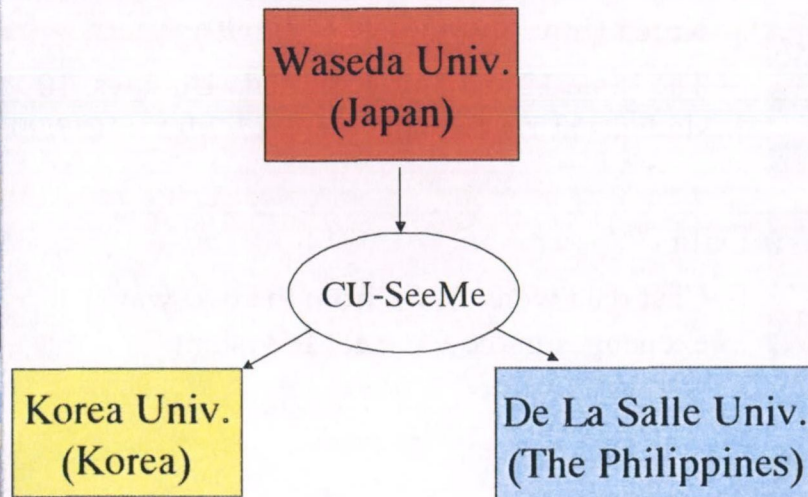 Waseda Univ.
(Japan)
CU-SeeMe
Korea Univ.
(Korea)
De La Salle Univ.
(The Philippines)